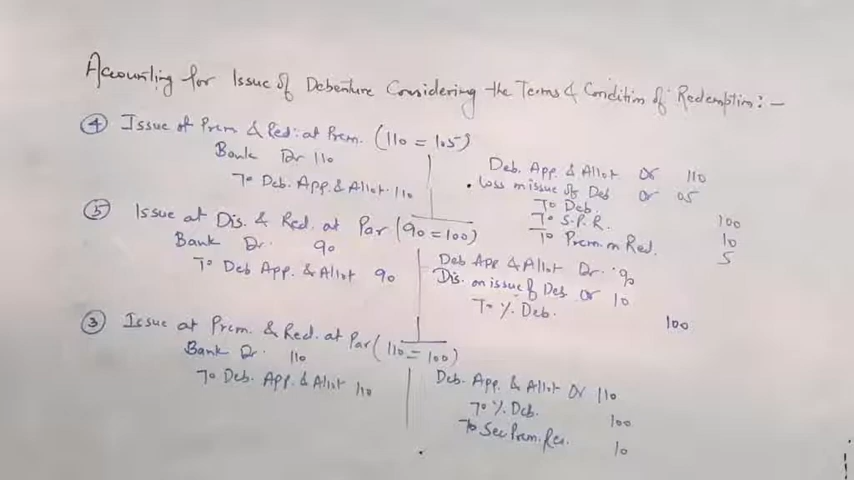 Accounting for Issue of Debenture Considering the Terms & Condition of Redemption :-
④ Issue at Prem & Red: at Prem. (110 = 105)
Bank Dr 110
To Deb. App. & Allot. 110
Deb. App. & Allot Dr 110
Loss on issue of Deb Dr 05
To Deb. 100
To S.P.R. 10
To Prem. on Red. 5
⑤ Issue at Dis. & Red. at Par (90 = 100)
Bank Dr. 90
To Deb App. & Allot 90
Deb App & Allot Dr. 90
Dis. on issue of Deb Dr 10
To %. Deb. 100
③ Issue at Prem. & Red. at Par (110 = 100)
Bank Dr. 110
To Deb. App. & Allot 110
Deb. App. & Allot Dr 110
To %. Deb. 100
To Sec Prem. Res. 10